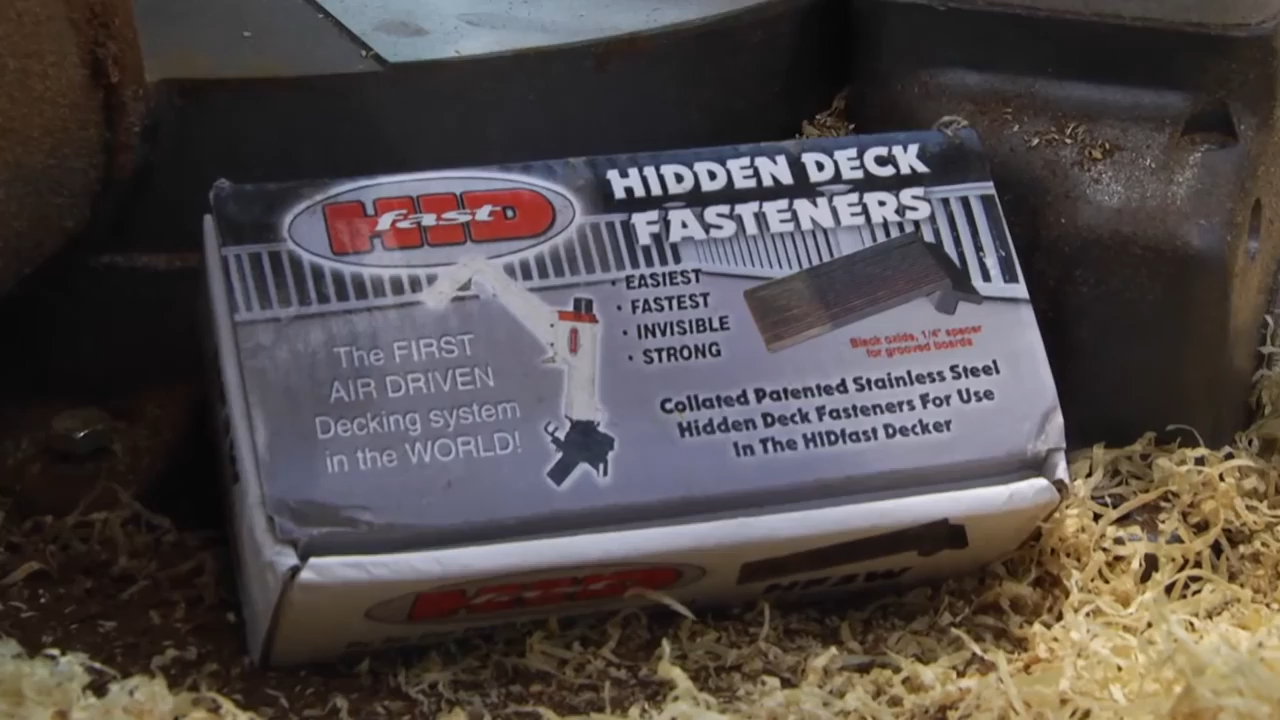 HID
fast
HIDDEN DECK
FASTENERS
· EASIEST
· FASTEST
· INVISIBLE
· STRONG
Black oxide, 1/4" spacer
for grooved boards
The FIRST
AIR DRIVEN
Decking system
in the WORLD!
Collated Patented Stainless Steel
Hidden Deck Fasteners For Use
In The HIDfast Decker